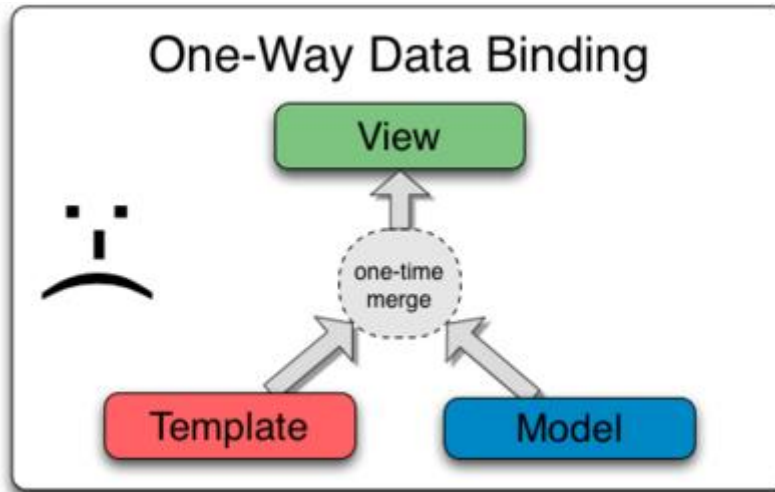 One-Way Data Binding
View
one-time
merge
Template
Model